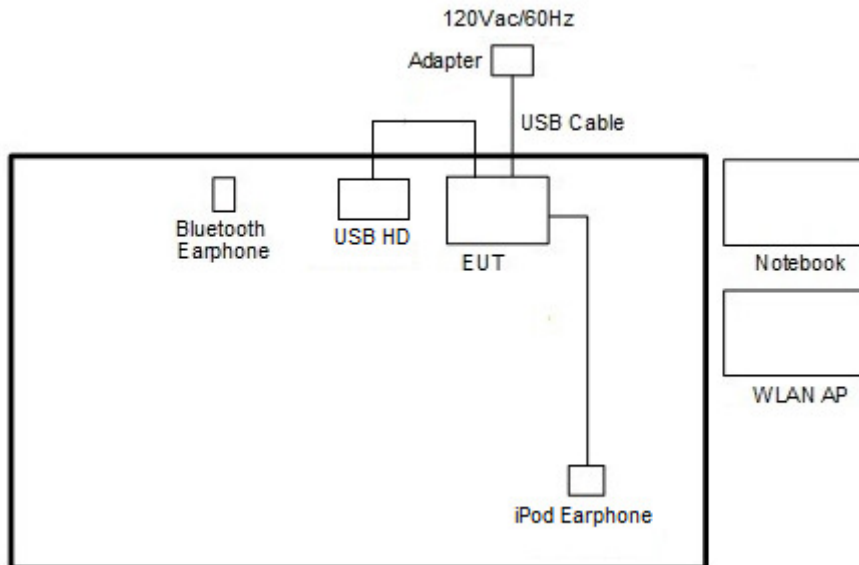 120Vac/60Hz
Adapter
USB Cable
Bluetooth
Earphone
USB HD
EUT
Notebook
WLAN AP
iPod Earphone